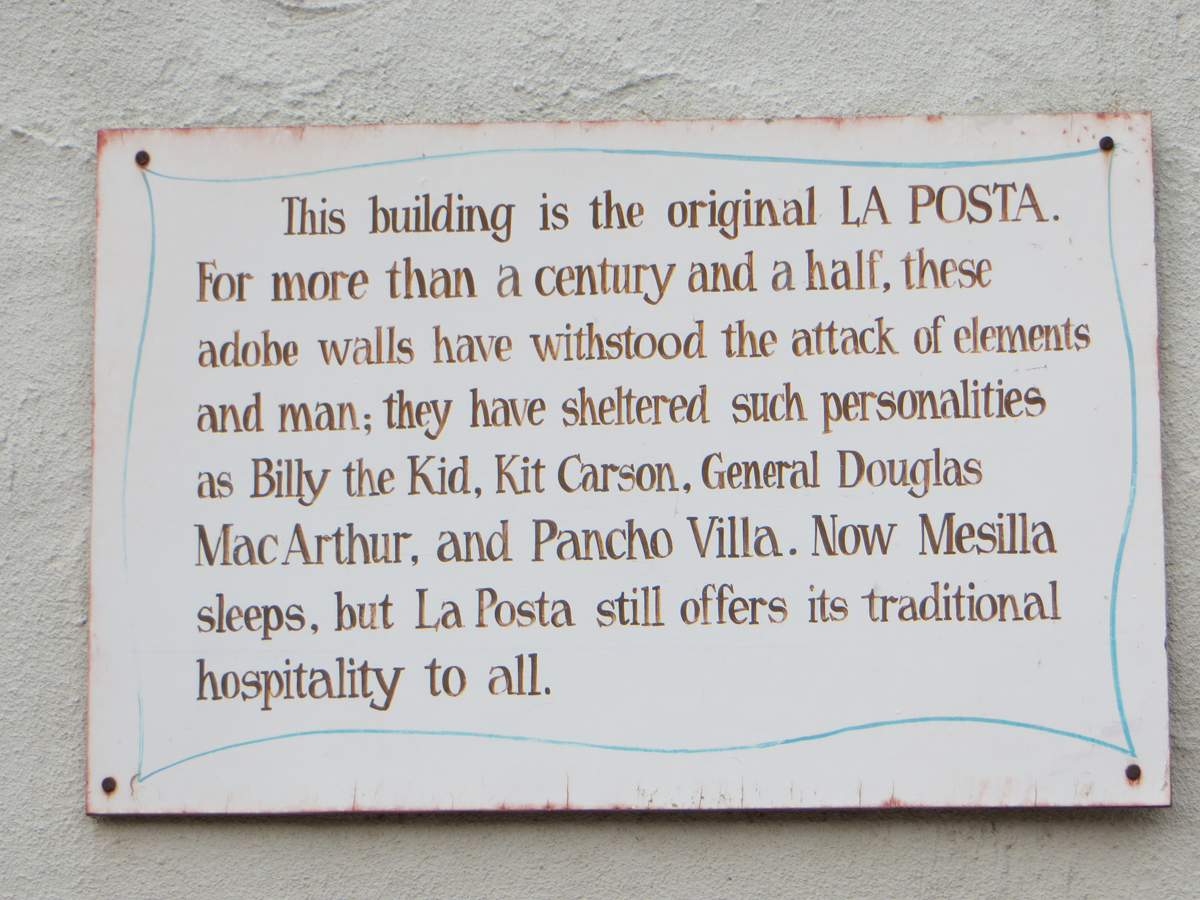 This building is the original LA POSTA.
For more than a century and a half, these
adobe walls have withstood the attack of elements
and man; they have sheltered such personalities
as Billy the Kid, Kit Carson, General Douglas
MacArthur, and Pancho Villa. Now Mesilla
sleeps, but La Posta still offers its traditional
hospitality to all.